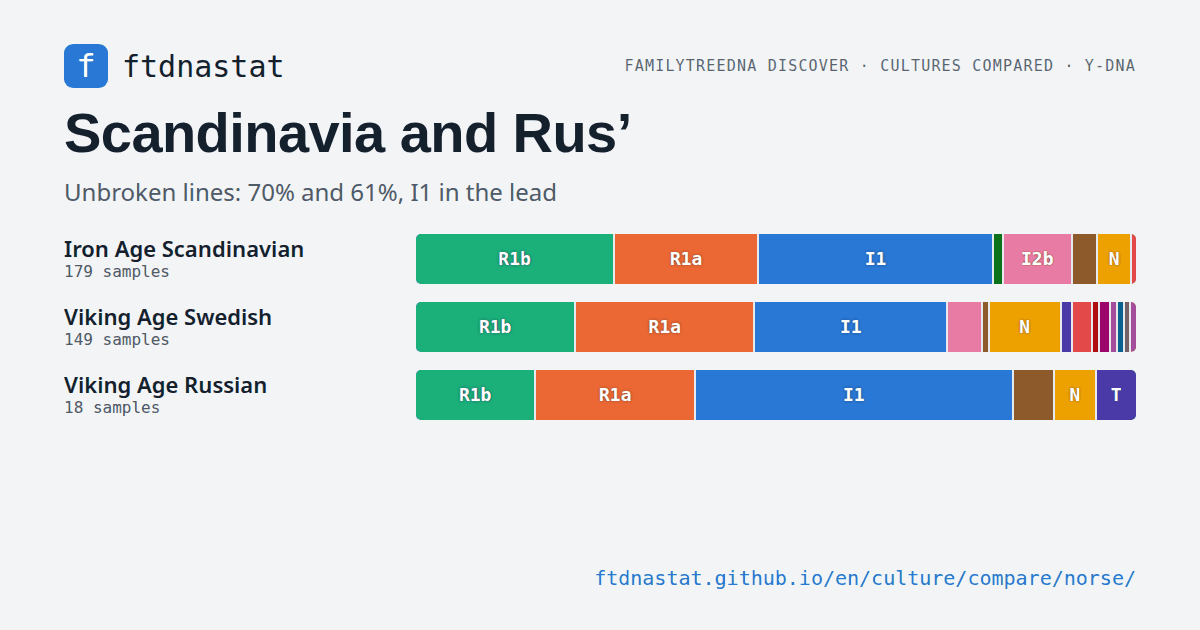 f ftdnastat
FAMILYTREEDNA DISCOVER · CULTURES COMPARED · Y-DNA
Scandinavia and Rus’
Unbroken lines: 70% and 61%, I1 in the lead
Iron Age Scandinavian
179 samples
R1b R1a I1 I2b N
Viking Age Swedish
149 samples
R1b R1a I1 N
Viking Age Russian
18 samples
R1b R1a I1 N T
ftdnastat.github.io/en/culture/compare/norse/